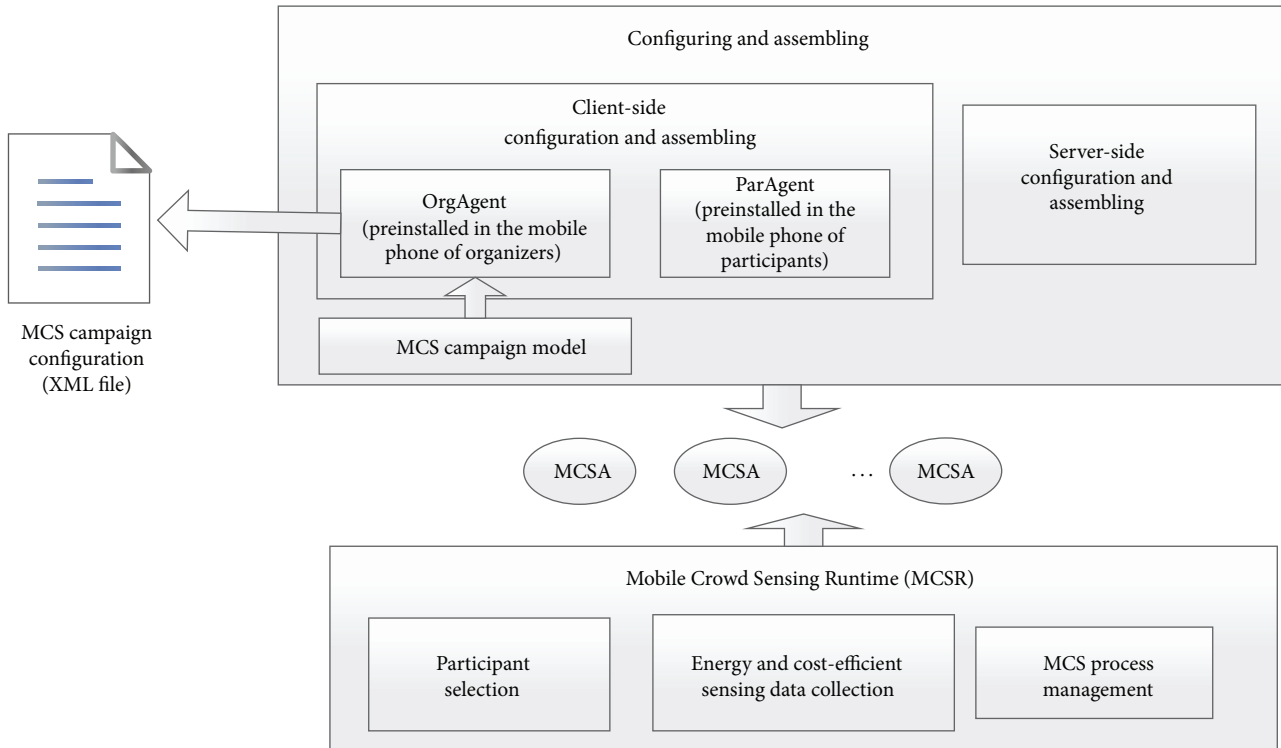 Configuring and assembling
Client-side
configuration and assembling
OrgAgent
(preinstalled in the mobile
phone of organizers)
ParAgent
(preinstalled in the
mobile phone of
participants)
Server-side
configuration and
assembling
MCS campaign
configuration
(XML file)
MCS campaign model
MCSA
MCSA
...
MCSA
Mobile Crowd Sensing Runtime (MCSR)
Participant
selection
Energy and cost-efficient
sensing data collection
MCS process
management